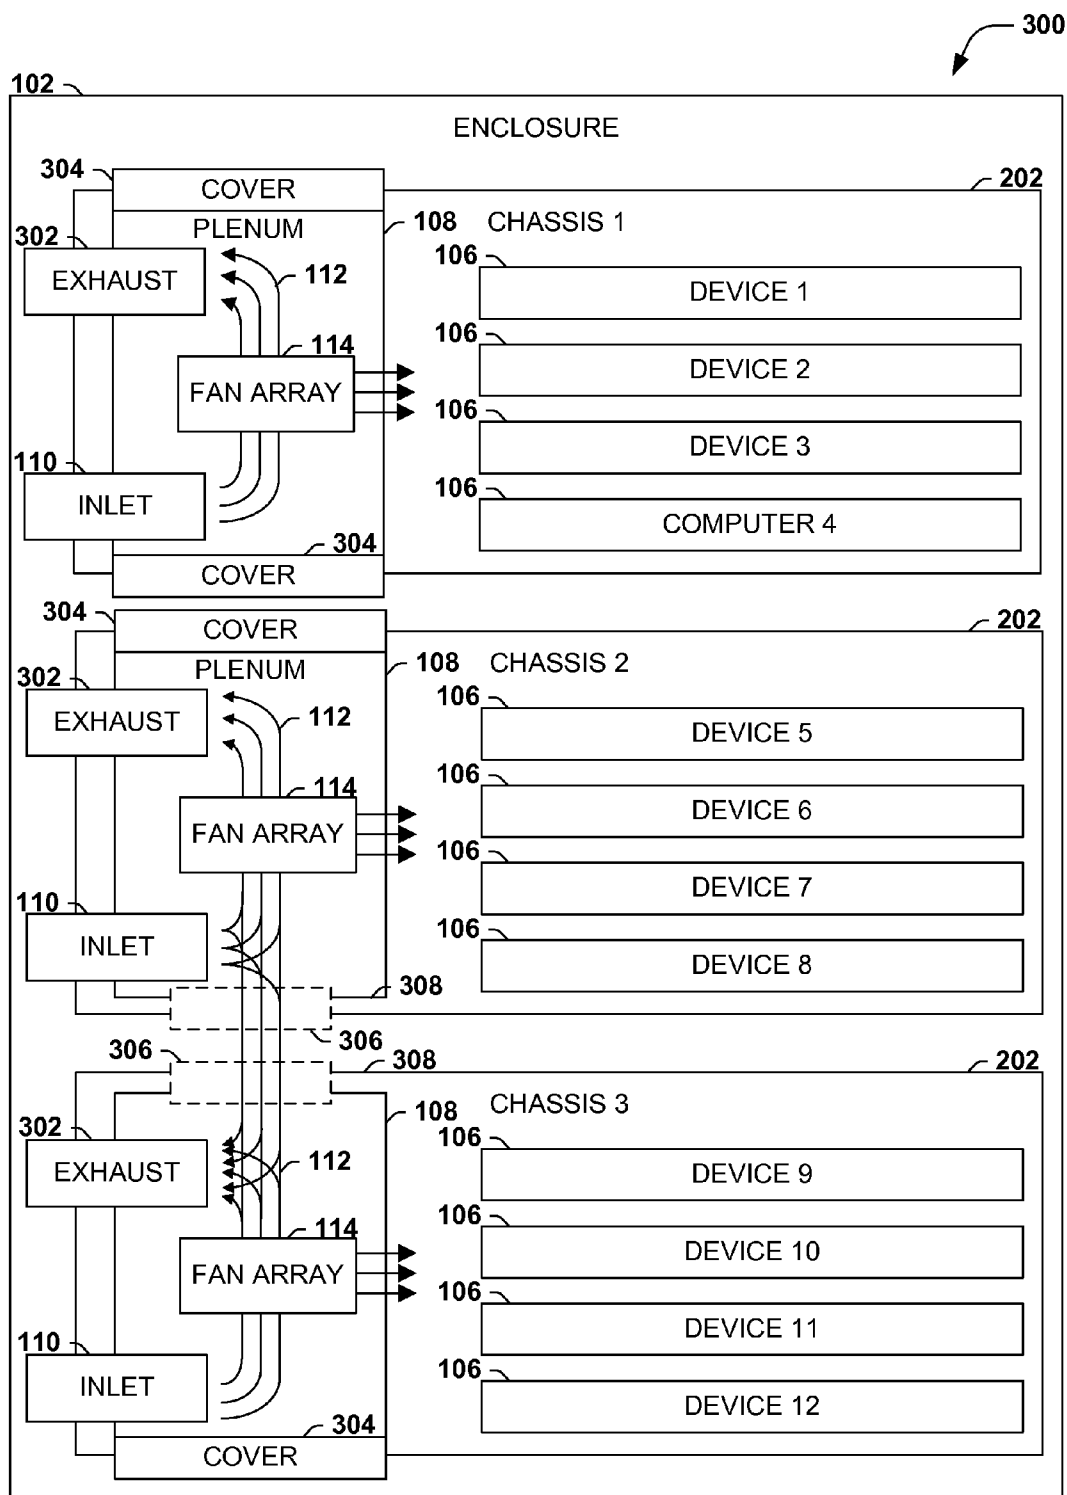 300
102
ENCLOSURE
304
COVER
202
PLENUM
108
CHASSIS 1
302
EXHAUST
112
106
DEVICE 1
114
FAN ARRAY
106
DEVICE 2
106
DEVICE 3
110
INLET
106
COMPUTER 4
304
COVER
304
COVER
202
PLENUM
108
CHASSIS 2
302
EXHAUST
112
106
DEVICE 5
114
FAN ARRAY
106
DEVICE 6
106
DEVICE 7
110
INLET
106
DEVICE 8
308
306
306
308
202
108
CHASSIS 3
302
EXHAUST
112
106
DEVICE 9
114
FAN ARRAY
106
DEVICE 10
106
DEVICE 11
110
INLET
106
DEVICE 12
304
COVER